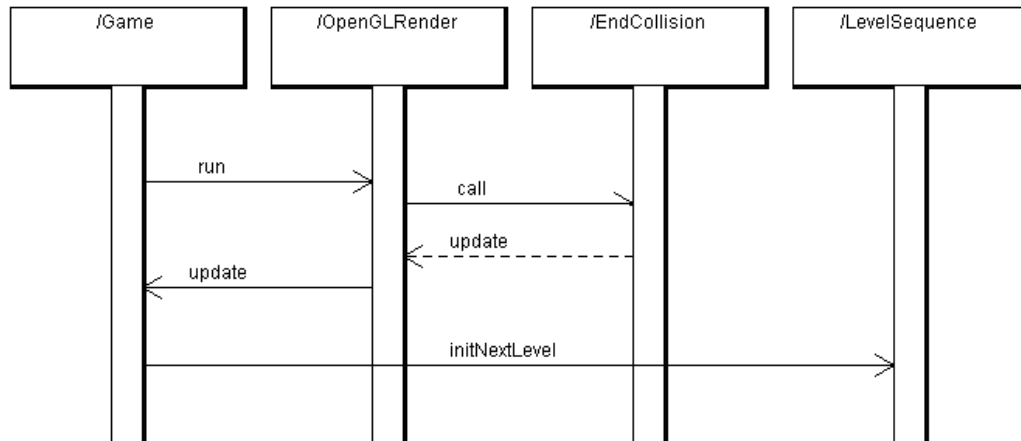 /Game
/OpenGLRender
/EndCollision
/LevelSequence
run
call
update
update
initNextLevel